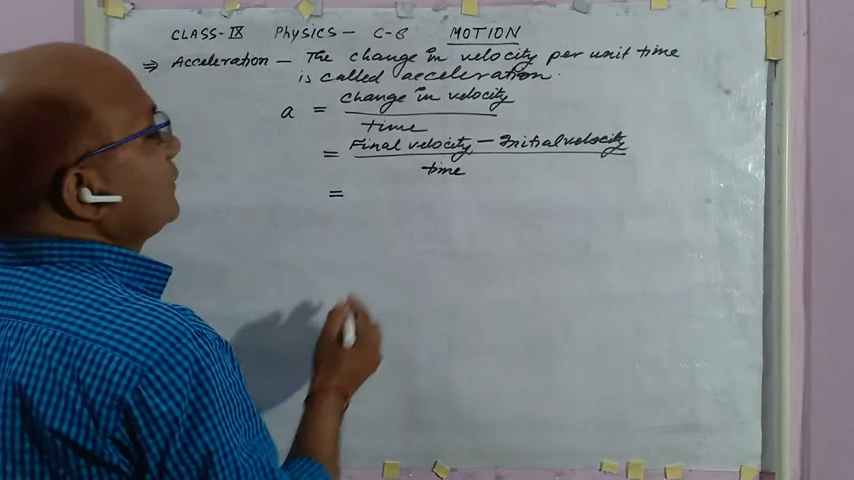 CLASS-IX Physics - C-8 MOTION
⇒ Acceleration - The change in velocity per unit time
is called acceleration.
a = change in velocity
time
= Final velocity - Initial velocity
time
=